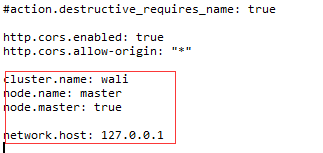 #action.destructive_requires_name: true
http.cors.enabled: true
http.cors.allow-origin: "*"
cluster.name: wali
node.name: master
node.master: true
network.host: 127.0.0.1